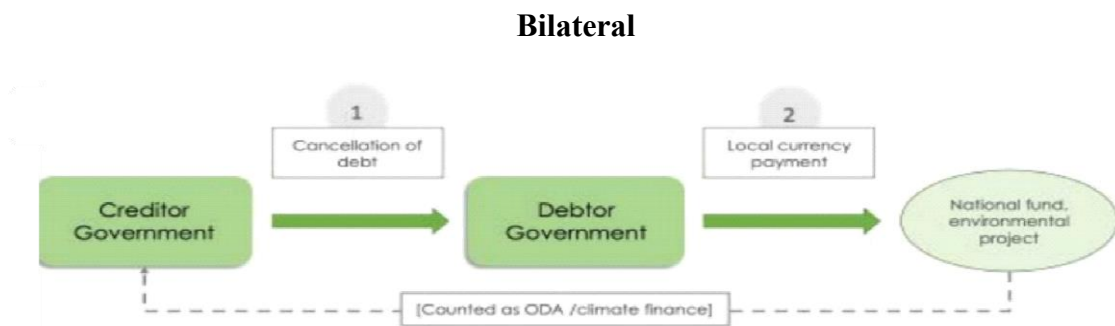 Bilateral
1
Cancellation of
debt
2
Local currency
payment
Creditor
Government
Debtor
Government
National fund,
environmental
project
[Counted as ODA /climate finance]